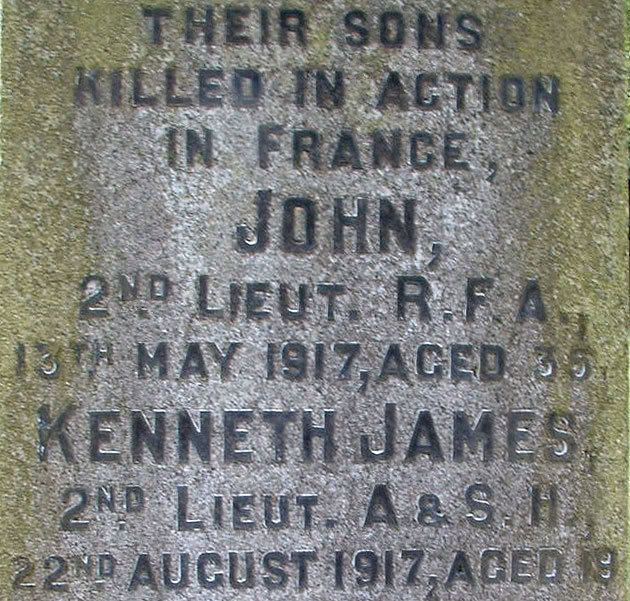 THEIR SONS
KILLED IN ACTION
IN FRANCE,
JOHN,
2ND LIEUT. R.F.A.,
13TH MAY 1917, AGED 35.
KENNETH JAMES,
2ND LIEUT. A & S. H.,
22ND AUGUST 1917, AGED 19